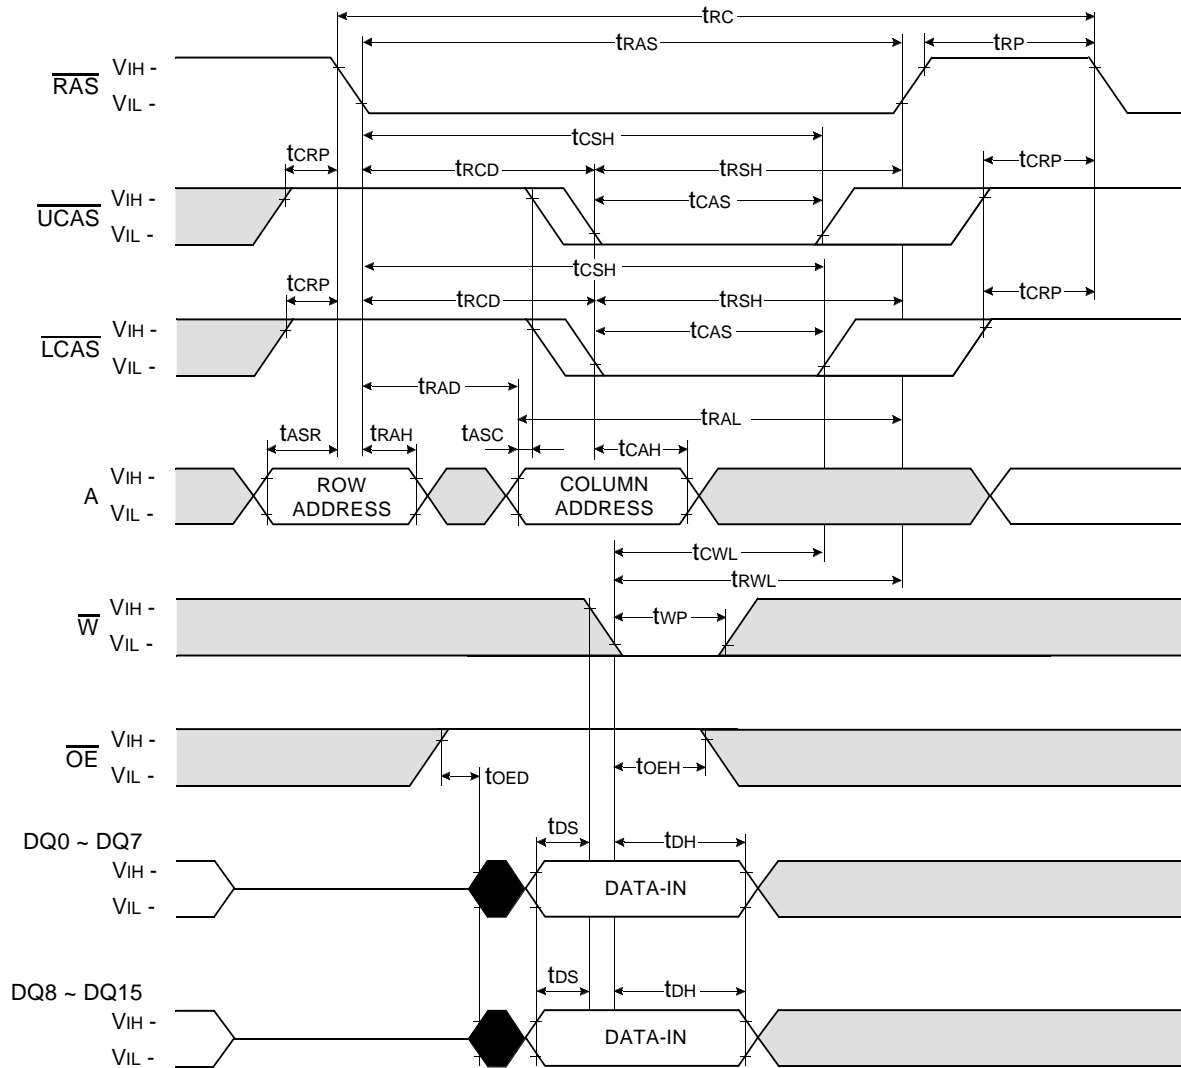 tRC
tRAS
tRP
RAS
VIH -
VIL -
tCSH
tCRP
tRCD
tRSH
tCRP
UCAS
VIH -
VIL -
tCAS
tCSH
tCRP
tRCD
tRSH
tCRP
LCAS
VIH -
VIL -
tCAS
tRAD
tRAL
tASR
tRAH
tASC
tCAH
A
VIH -
VIL -
ROW
ADDRESS
COLUMN
ADDRESS
tCWL
tRWL
W
VIH -
VIL -
tWP
OE
VIH -
VIL -
tOED
tOEH
DQ0 ~ DQ7
tDS
tDH
VIH -
VIL -
DATA-IN
DQ8 ~ DQ15
tDS
tDH
VIH -
VIL -
DATA-IN